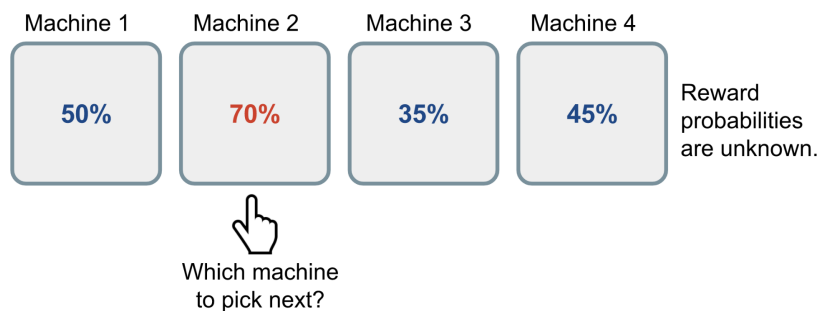 Machine 1
Machine 2
Machine 3
Machine 4
50%
70%
35%
45%
Reward
probabilities
are unknown.
Which machine
to pick next?